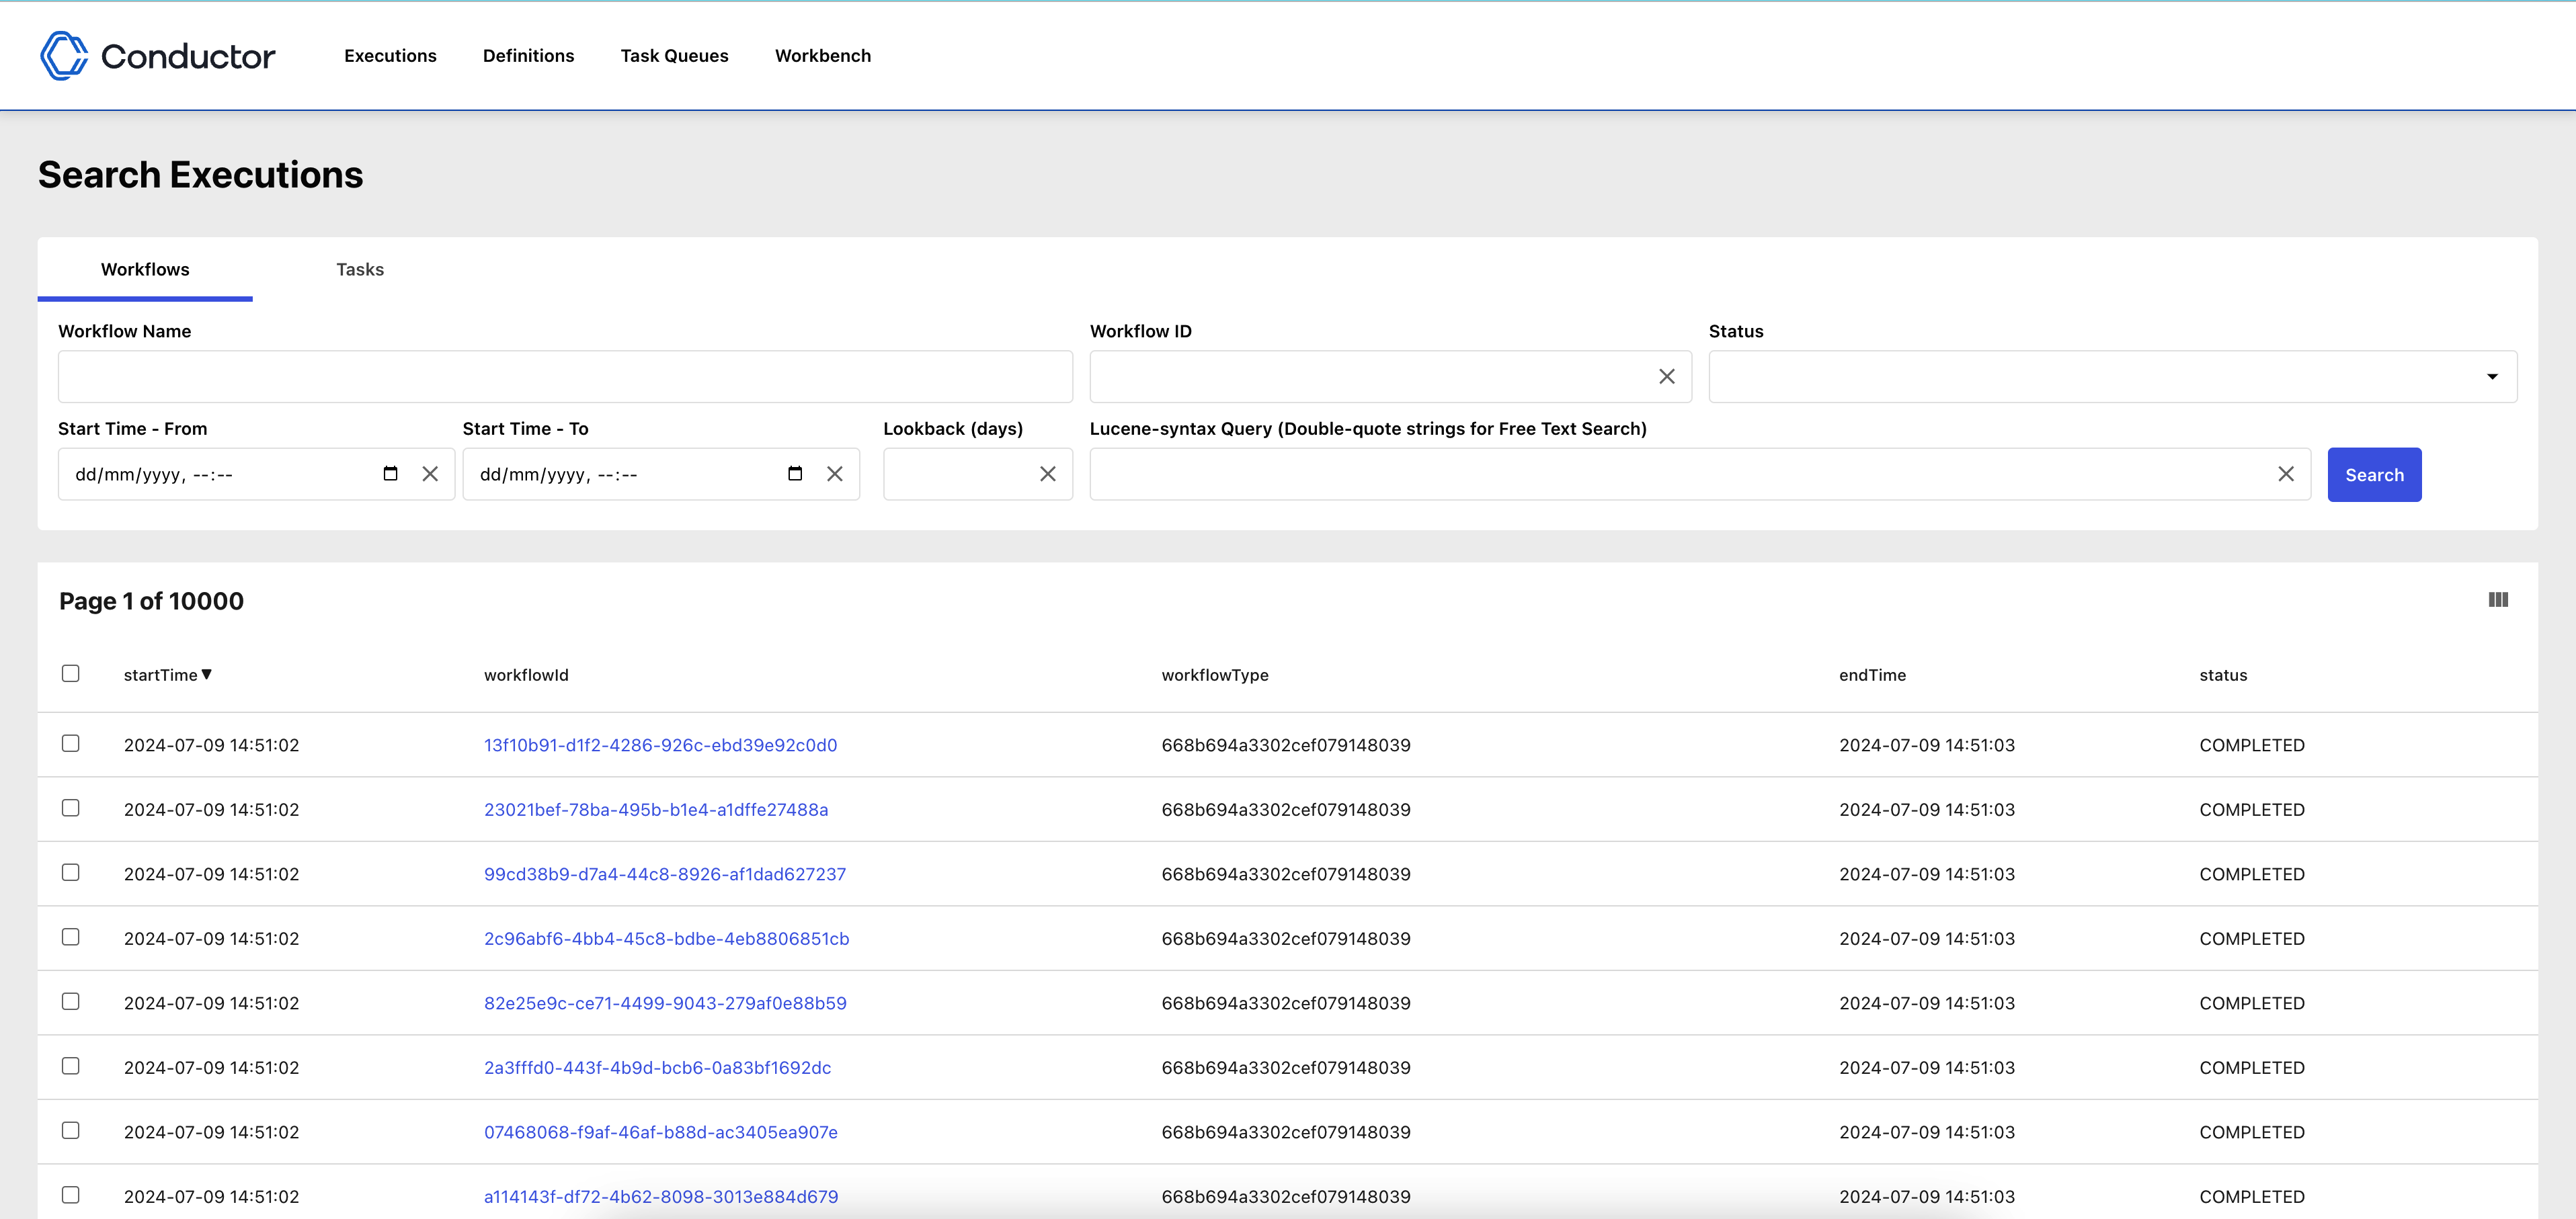 Conductor Executions Definitions Task Queues Workbench
Search Executions
Workflows Tasks
Workflow Name Workflow ID Status
Start Time - From Start Time - To Lookback (days) Lucene-syntax Query (Double-quote strings for Free Text Search)
dd/mm/yyyy, --:-- dd/mm/yyyy, --:-- Search
Page 1 of 10000
startTime▼ workflowId workflowType endTime status
2024-07-09 14:51:02 13f10b91-d1f2-4286-926c-ebd39e92c0d0 668b694a3302cef079148039 2024-07-09 14:51:03 COMPLETED
2024-07-09 14:51:02 23021bef-78ba-495b-b1e4-a1dffe27488a 668b694a3302cef079148039 2024-07-09 14:51:03 COMPLETED
2024-07-09 14:51:02 99cd38b9-d7a4-44c8-8926-af1dad627237 668b694a3302cef079148039 2024-07-09 14:51:03 COMPLETED
2024-07-09 14:51:02 2c96abf6-4bb4-45c8-bdbe-4eb8806851cb 668b694a3302cef079148039 2024-07-09 14:51:03 COMPLETED
2024-07-09 14:51:02 82e25e9c-ce71-4499-9043-279af0e88b59 668b694a3302cef079148039 2024-07-09 14:51:03 COMPLETED
2024-07-09 14:51:02 2a3fffd0-443f-4b9d-bcb6-0a83bf1692dc 668b694a3302cef079148039 2024-07-09 14:51:03 COMPLETED
2024-07-09 14:51:02 07468068-f9af-46af-b88d-ac3405ea907e 668b694a3302cef079148039 2024-07-09 14:51:03 COMPLETED
2024-07-09 14:51:02 a114143f-df72-4b62-8098-3013e884d679 668b694a3302cef079148039 2024-07-09 14:51:03 COMPLETED